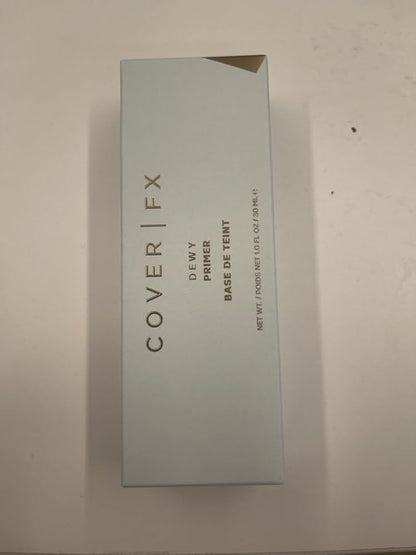 COVER | FX
DEWY
PRIMER
BASE DE TEINT
NET WT. / POIDS NET 1.0 FL OZ / 30 ML ℮